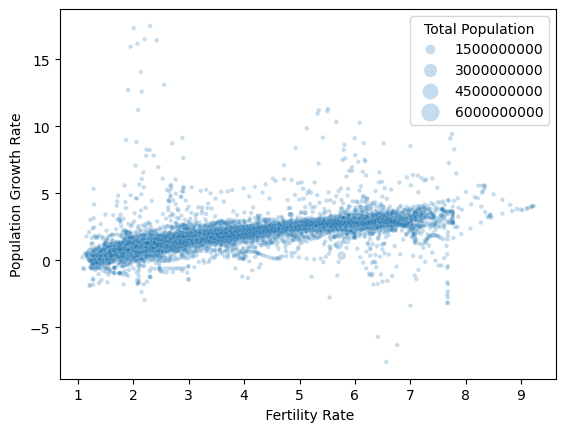 Total Population
1500000000
3000000000
4500000000
6000000000
15
10
5
0
−5
Population Growth Rate
1 2 3 4 5 6 7 8 9
Fertility Rate